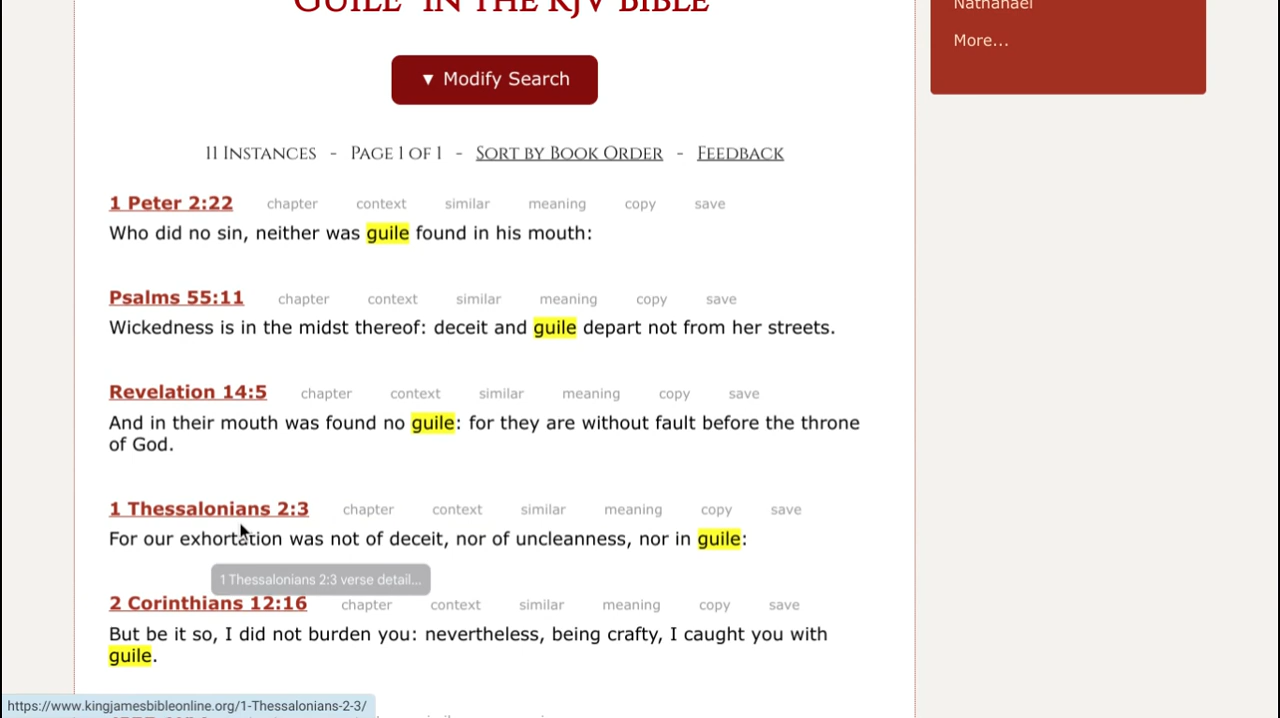 Guile" in the KJV Bible
Nathanael
More...
▼ Modify Search
11 Instances - Page 1 of 1 - Sort by Book Order - Feedback
1 Peter 2:22 chapter context similar meaning copy save
Who did no sin, neither was guile found in his mouth:
Psalms 55:11 chapter context similar meaning copy save
Wickedness is in the midst thereof: deceit and guile depart not from her streets.
Revelation 14:5 chapter context similar meaning copy save
And in their mouth was found no guile: for they are without fault before the throne
of God.
1 Thessalonians 2:3 chapter context similar meaning copy save
For our exhortation was not of deceit, nor of uncleanness, nor in guile:
1 Thessalonians 2:3 verse detail...
2 Corinthians 12:16 chapter context similar meaning copy save
But be it so, I did not burden you: nevertheless, being crafty, I caught you with
guile.
https://www.kingjamesbibleonline.org/1-Thessalonians-2-3/